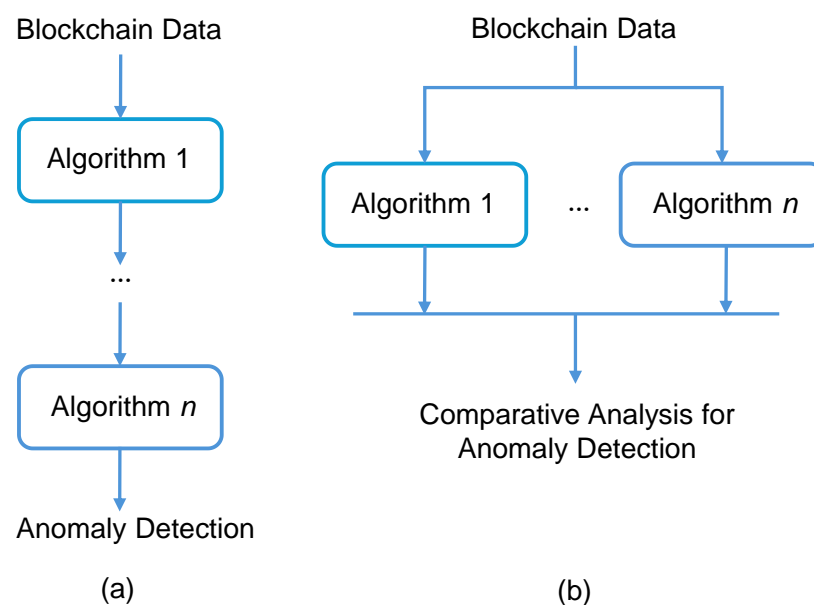 Blockchain Data
Algorithm 1
...
Algorithm n
Anomaly Detection
(a)
Blockchain Data
Algorithm 1
...
Algorithm n
Comparative Analysis for
Anomaly Detection
(b)